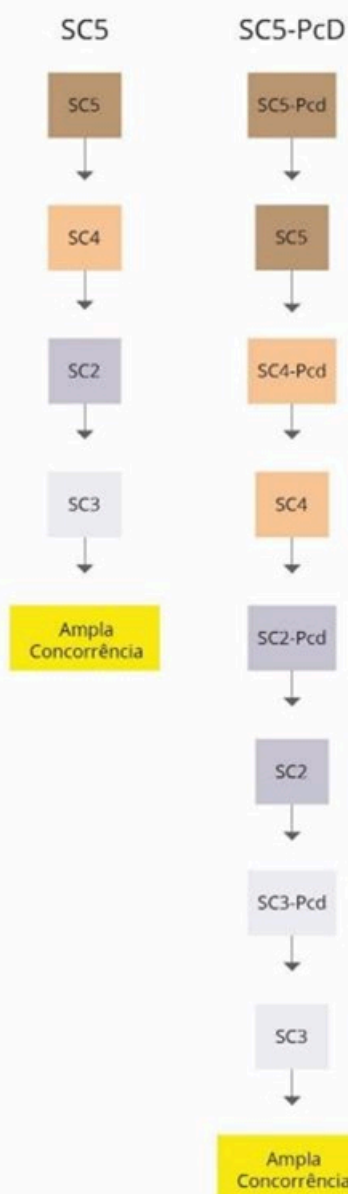 SC5
SC5
SC4
SC2
SC3
Ampla
Concorrência
SC5-PcD
SC5-Pcd
SC5
SC4-Pcd
SC4
SC2-Pcd
SC2
SC3-Pcd
SC3
Ampla
Concorrência